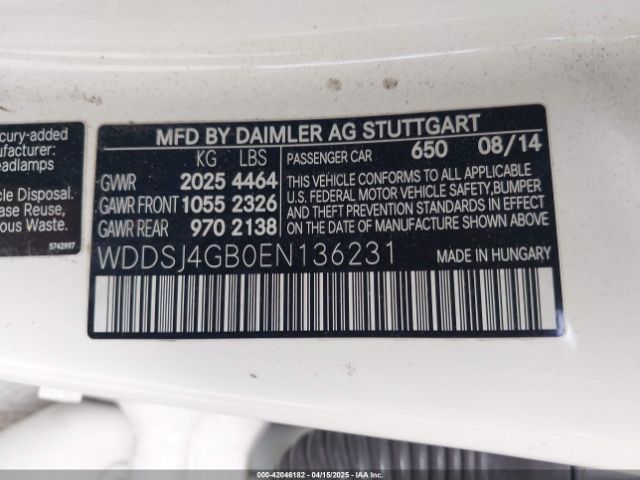 cury-added
anufacturer:
eadlamps
cle Disposal.
ase Reuse,
ous Waste.
5742997
MFD BY DAIMLER AG STUTTGART
KG LBS
GVWR 2025 4464
GAWR FRONT 1055 2326
GAWR REAR 970 2138
PASSENGER CAR 650 08/14
THIS VEHICLE CONFORMS TO ALL APPLICABLE
U.S. FEDERAL MOTOR VEHICLE SAFETY,BUMPER
AND THEFT PREVENTION STANDARDS IN EFFECT
ON THE DATE OF MANUFACTURE SHOWN ABOVE
WDDSJ4GB0EN136231 MADE IN HUNGARY
000-42046182 - 04/15/2025 - IAA Inc.